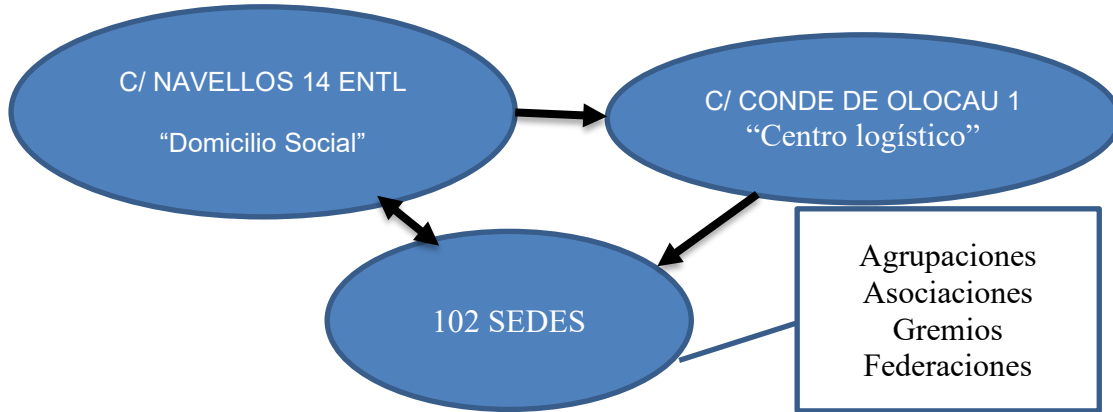 C/ NAVELLOS 14 ENTL
“Domicilio Social”
C/ CONDE DE OLOCAU 1
“Centro logístico”
102 SEDES
Agrupaciones
Asociaciones
Gremios
Federaciones